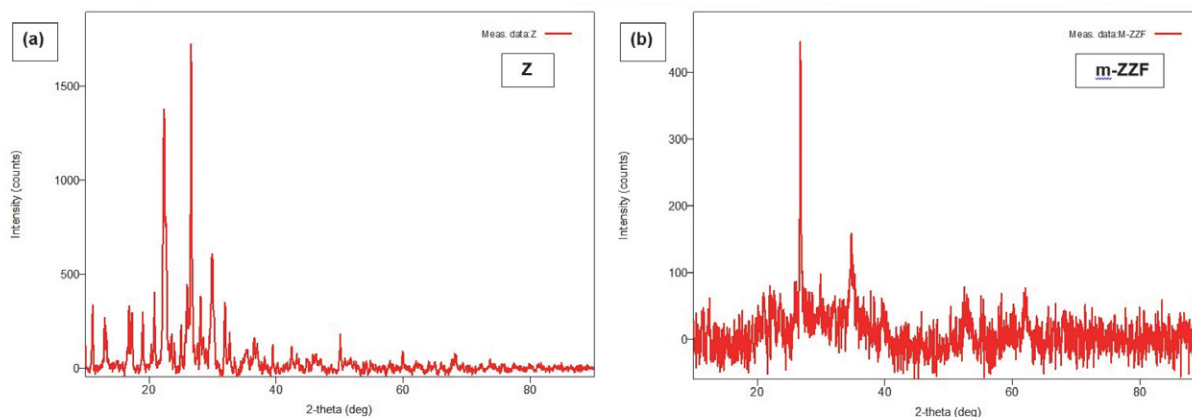 (a)
Meas. data:Z
Z
1500
1000
500
0
Intensity (counts)
20
40
60
80
2-theta (deg)
(b)
Meas. data:M-ZZF
m-ZZF
400
300
200
100
0
Intensity (counts)
20
40
60
80
2-theta (deg)